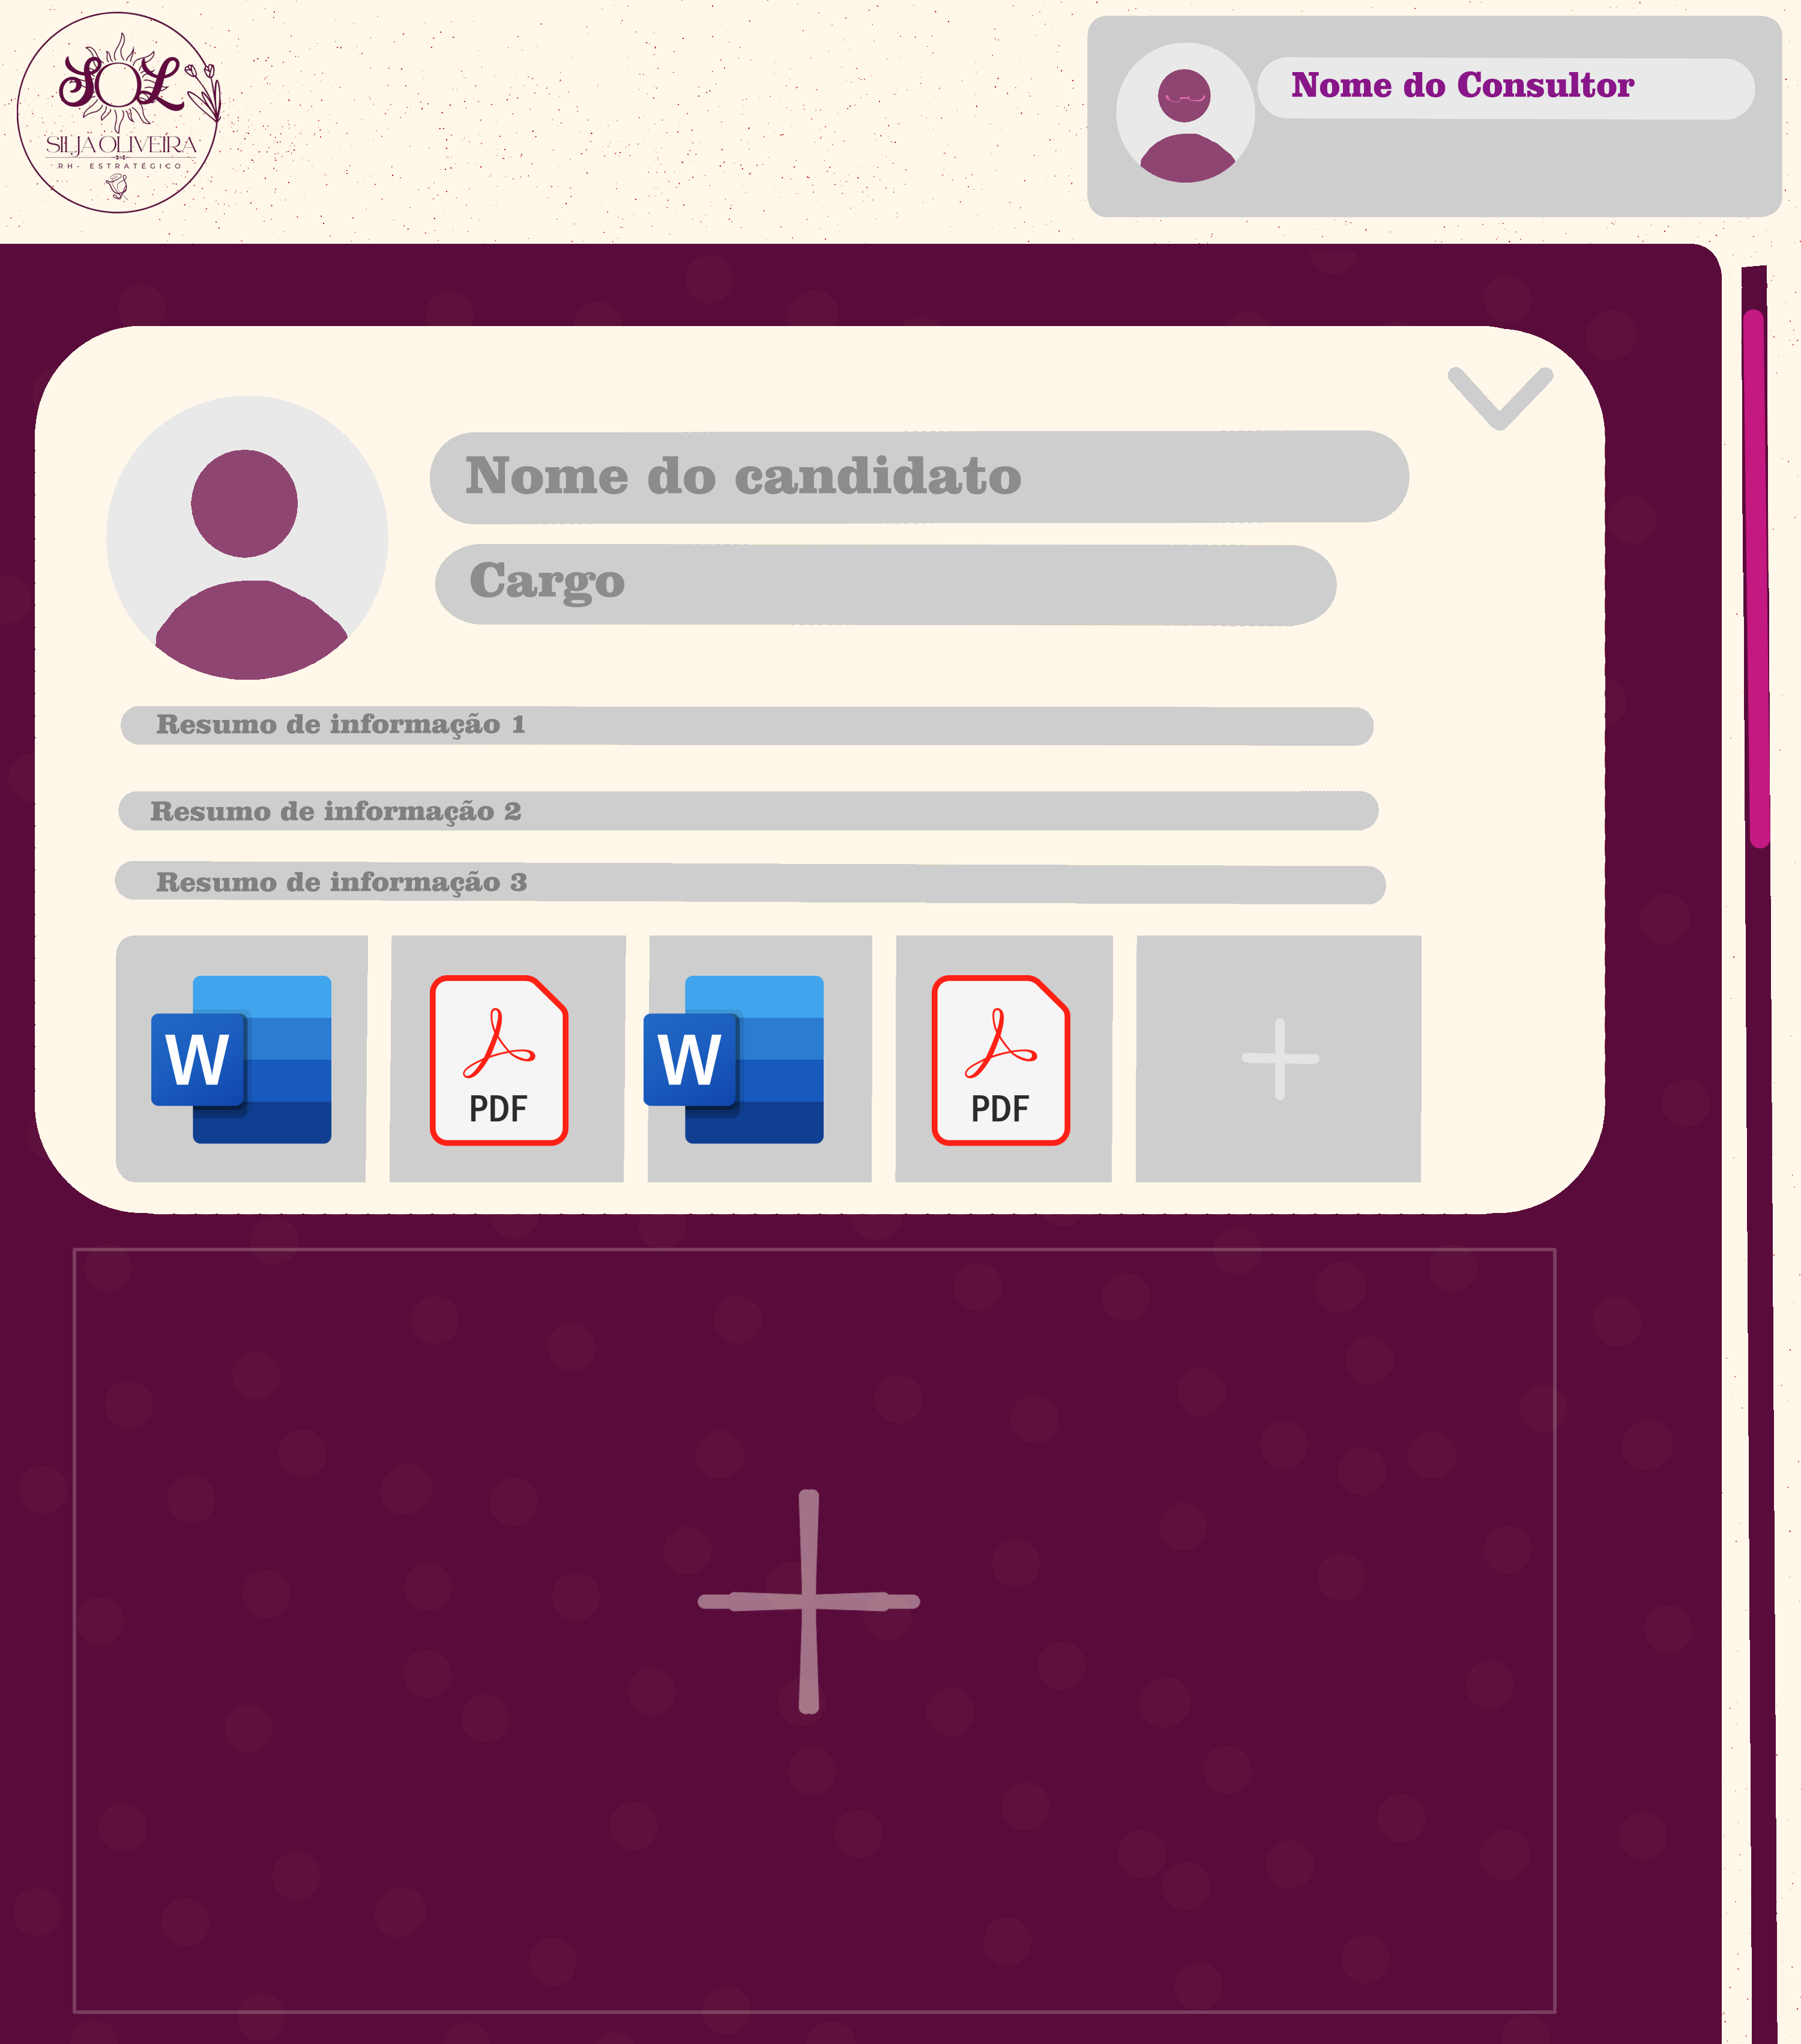 SOL
SILJA OLIVEIRA
RH - ESTRATÉGICO
Nome do Consultor
Nome do candidato
Cargo
Resumo de informação 1
Resumo de informação 2
Resumo de informação 3
W PDF W PDF